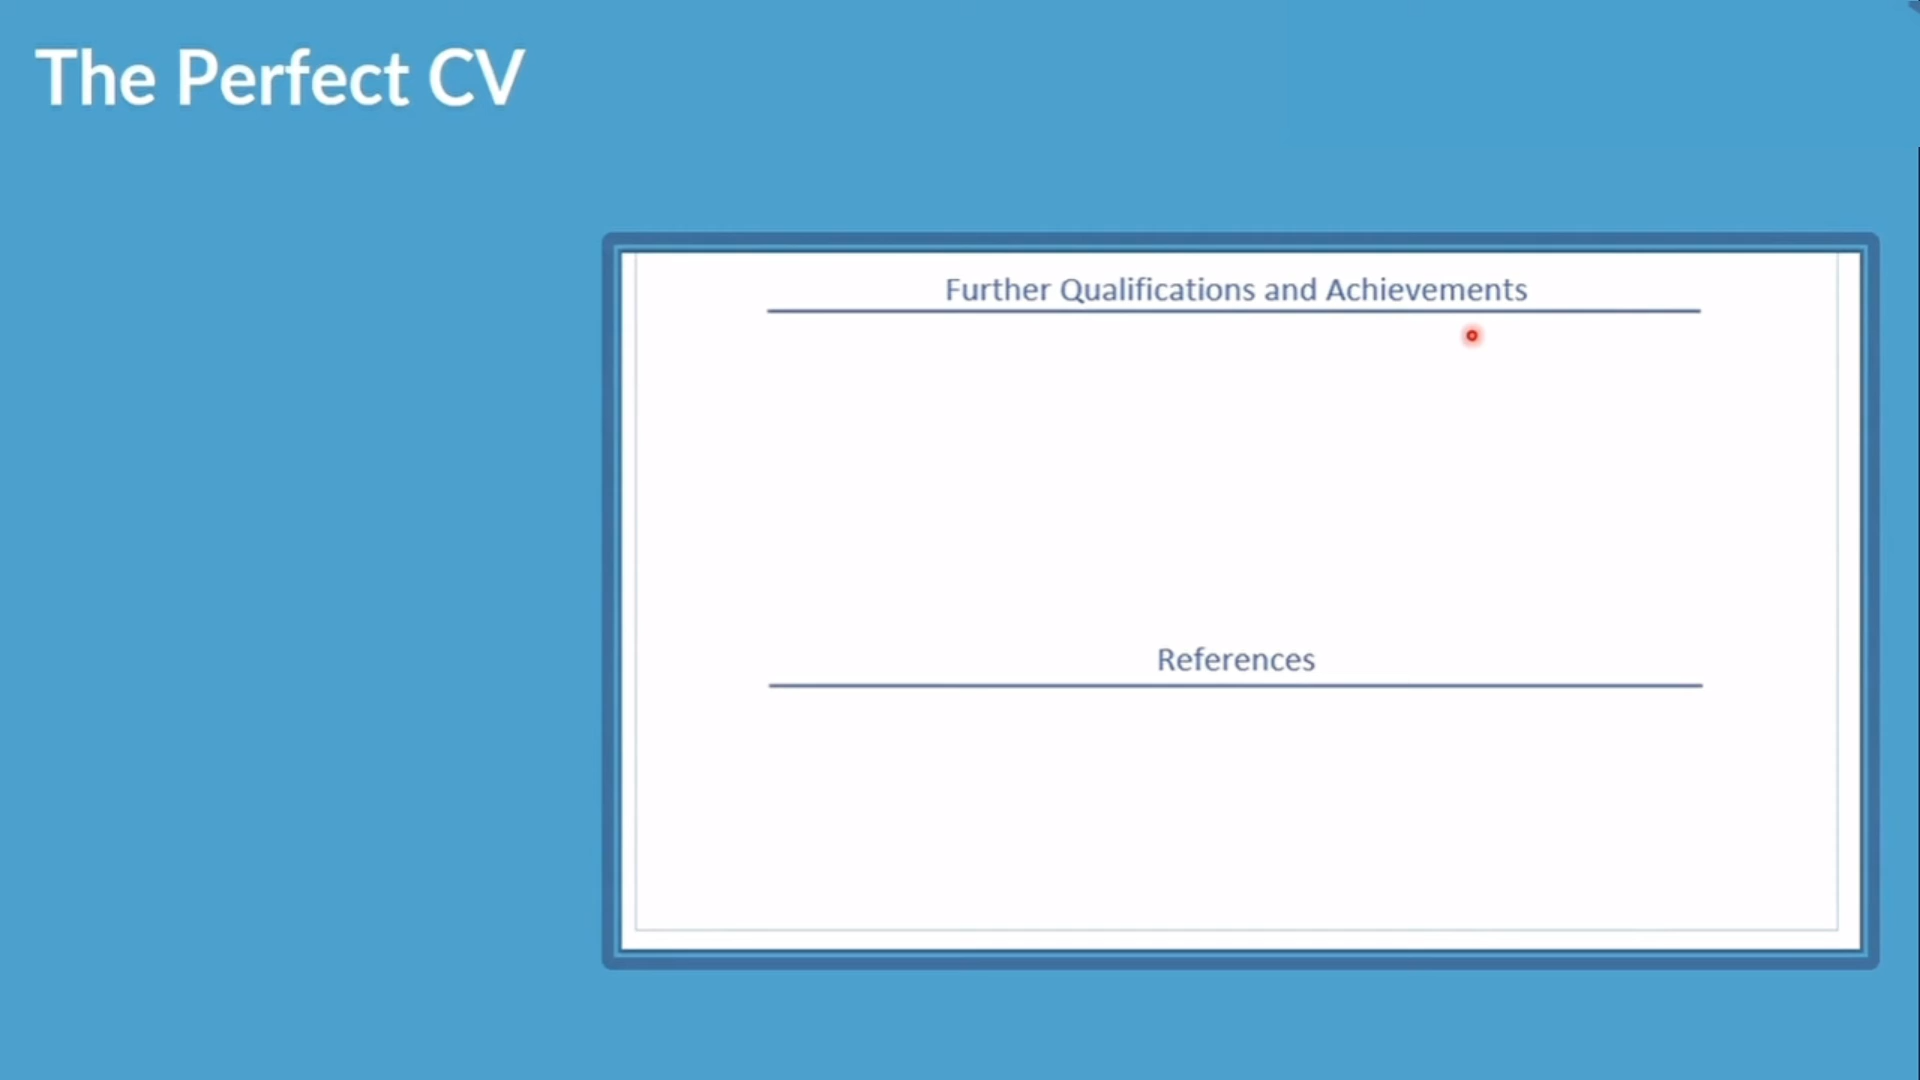 The Perfect CV
Further Qualifications and Achievements
References